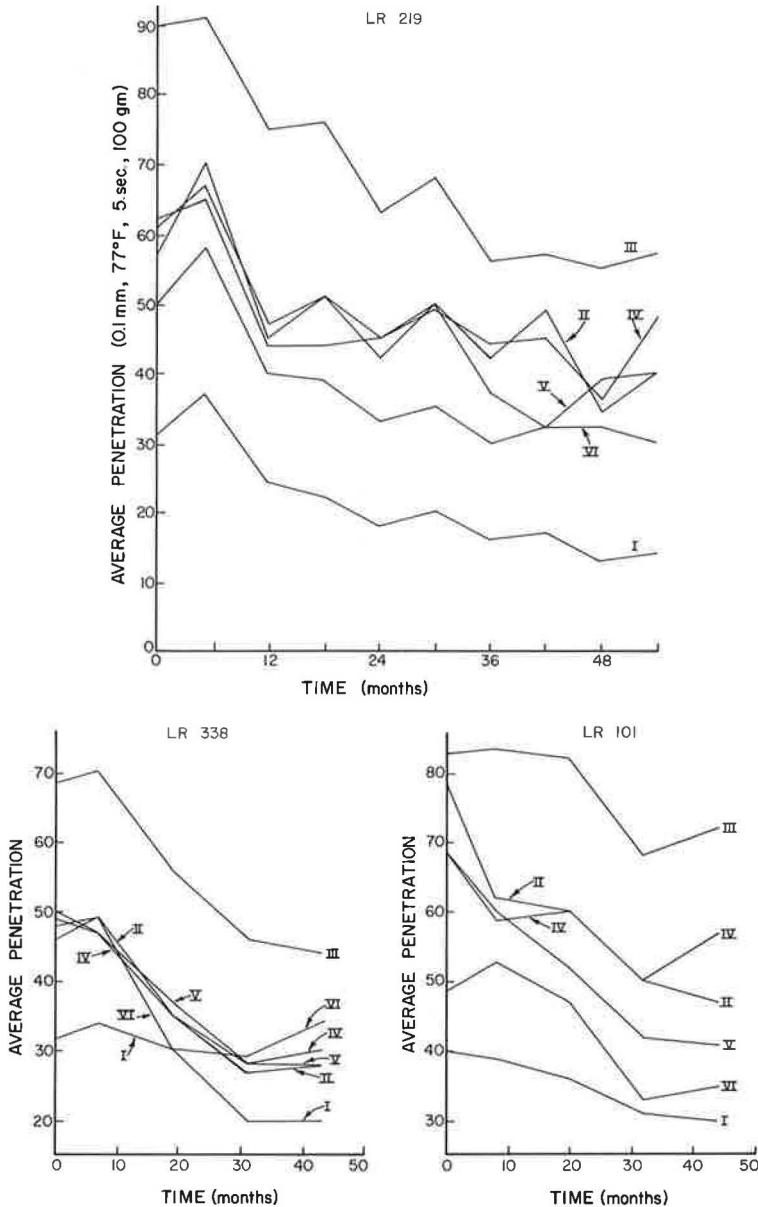 LR 219
AVERAGE PENETRATION (0.1 mm, 77°F, 5.sec., 100 gm)
90
80
70
60
50
40
30
20
10
0
III
II
IV
V
VI
I
0 12 24 36 48
TIME (months)
LR 338
AVERAGE PENETRATION
70
60
50
40
30
20
III
II
IV
V
VI
VI
I
IV
V
II
I
0 10 20 30 40 50
TIME (months)
LR 101
AVERAGE PENETRATION
80
70
60
50
40
30
III
II
IV
IV
II
V
VI
I
0 10 20 30 40 50
TIME (months)